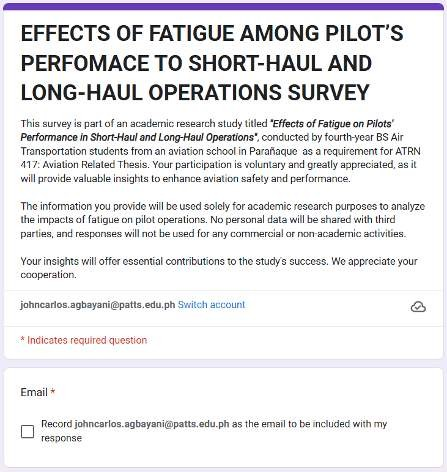 EFFECTS OF FATIGUE AMONG PILOT'S
PERFOMACE TO SHORT-HAUL AND
LONG-HAUL OPERATIONS SURVEY
This survey is part of an academic research study titled "Effects of Fatigue on Pilots'
Performance in Short-Haul and Long-Haul Operations", conducted by fourth-year BS Air
Transportation students from an aviation school in Parañaque as a requirement for ATRN
417: Aviation Related Thesis. Your participation is voluntary and greatly appreciated, as it
will provide valuable insights to enhance aviation safety and performance.
The information you provide will be used solely for academic research purposes to analyze
the impacts of fatigue on pilot operations. No personal data will be shared with third
parties, and responses will not be used for any commercial or non-academic activities.
Your insights will offer essential contributions to the study's success. We appreciate your
cooperation.
johncarlos.agbayani@patts.edu.ph Switch account
* Indicates required question
Email *
Record johncarlos.agbayani@patts.edu.ph as the email to be included with my
response